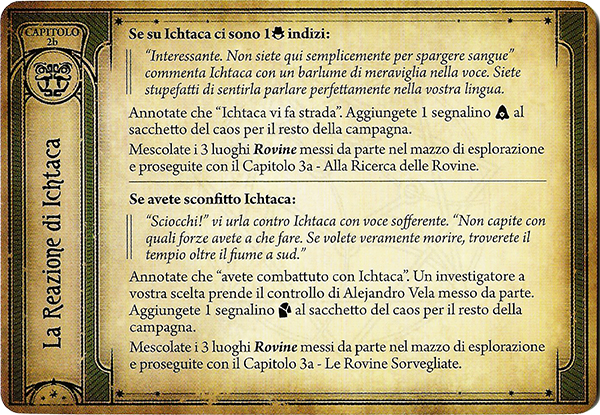 CAPITOLO
2b
La Reazione di Ichtaca
Se su Ichtaca ci sono 1 indizi:
“Interessante. Non siete qui semplicemente per spargere sangue”
commenta Ichtaca con un barlume di meraviglia nella voce. Siete
stupefatti di sentirla parlare perfettamente nella vostra lingua.
Annotate che “Ichtaca vi fa strada”. Aggiungete 1 segnalino al
sacchetto del caos per il resto della campagna.
Mescolate i 3 luoghi Rovine messi da parte nel mazzo di esplorazione
e proseguite con il Capitolo 3a - Alla Ricerca delle Rovine.
Se avete sconfitto Ichtaca:
“Sciocchi!” vi urla contro Ichtaca con voce sofferente. “Non capite con
quali forze avete a che fare. Se volete veramente morire, troverete il
tempio oltre il fiume a sud.”
Annotate che “avete combattuto con Ichtaca”. Un investigatore a
vostra scelta prende il controllo di Alejandro Vela messo da parte.
Aggiungete 1 segnalino al sacchetto del caos per il resto della
campagna.
Mescolate i 3 luoghi Rovine messi da parte nel mazzo di esplorazione
e proseguite con il Capitolo 3a - Le Rovine Sorvegliate.